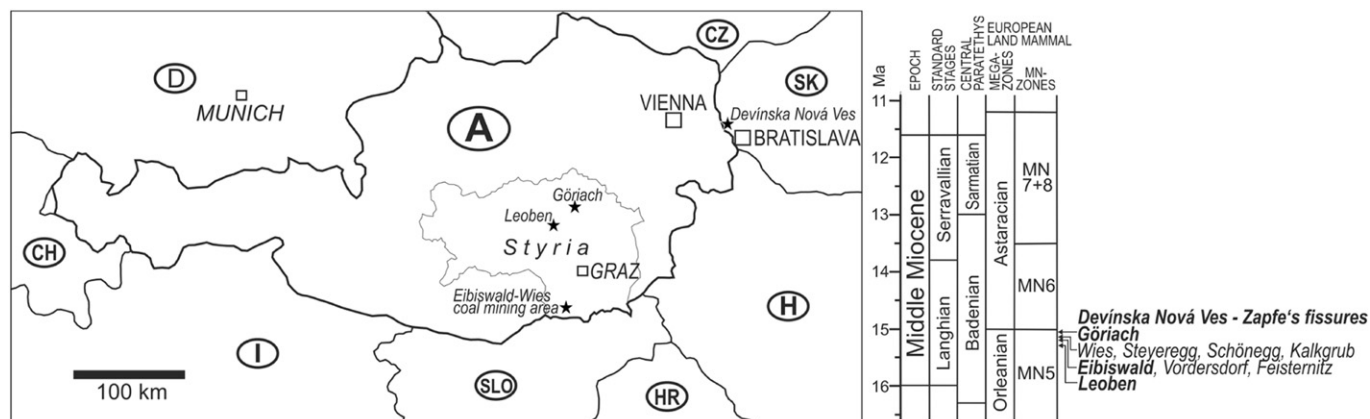 D
MUNICH
CZ
SK
VIENNA
Devínska Nová Ves
BRATISLAVA
A
Göriach
Leoben
Styria
GRAZ
Eibiswald-Wies
coal mining area
CH
I
H
SLO
HR
100 km
Ma
EPOCH
STANDARD
STAGES
CENTRAL
PARATETHYS
EUROPEAN
LAND MAMMAL
MEGA-
ZONES
MN-
ZONES
11
12
13
14
15
16
Middle Miocene
Serravallian
Langhian
Sarmatian
Badenian
Astaracian
Orleanian
MN
7+8
MN6
MN5
Devínska Nová Ves - Zapfe's fissures
Göriach
Wies, Steyeregg, Schönegg, Kalkgrub
Eibiswald, Vordersdorf, Feisternitz
Leoben